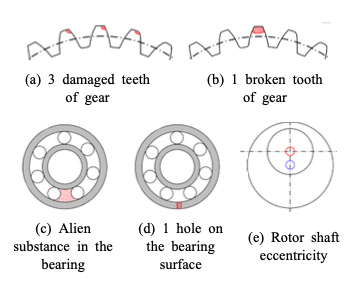 (a) 3 damaged teeth
of gear
(b) 1 broken tooth
of gear
(c) Alien
substance in the
bearing
(d) 1 hole on
the bearing
surface
(e) Rotor shaft
eccentricity